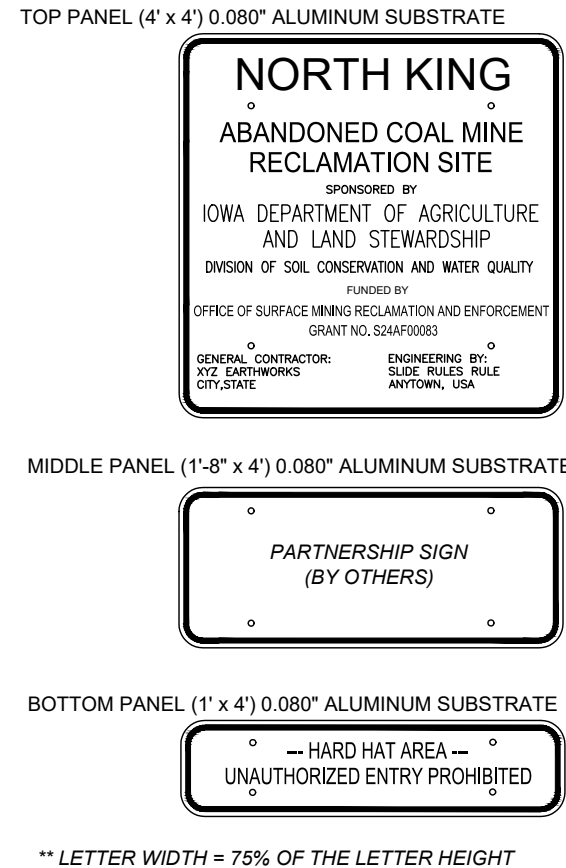 TOP PANEL (4' x 4') 0.080" ALUMINUM SUBSTRATE
NORTH KING
ABANDONED COAL MINE
RECLAMATION SITE
SPONSORED BY
IOWA DEPARTMENT OF AGRICULTURE
AND LAND STEWARDSHIP
DIVISION OF SOIL CONSERVATION AND WATER QUALITY
FUNDED BY
OFFICE OF SURFACE MINING RECLAMATION AND ENFORCEMENT
GRANT NO. S24AF00083
GENERAL CONTRACTOR:
XYZ EARTHWORKS
CITY,STATE
ENGINEERING BY:
SLIDE RULES RULE
ANYTOWN, USA
MIDDLE PANEL (1'-8" x 4') 0.080" ALUMINUM SUBSTRATE
PARTNERSHIP SIGN
(BY OTHERS)
BOTTOM PANEL (1' x 4') 0.080" ALUMINUM SUBSTRATE
-- HARD HAT AREA --
UNAUTHORIZED ENTRY PROHIBITED
** LETTER WIDTH = 75% OF THE LETTER HEIGHT